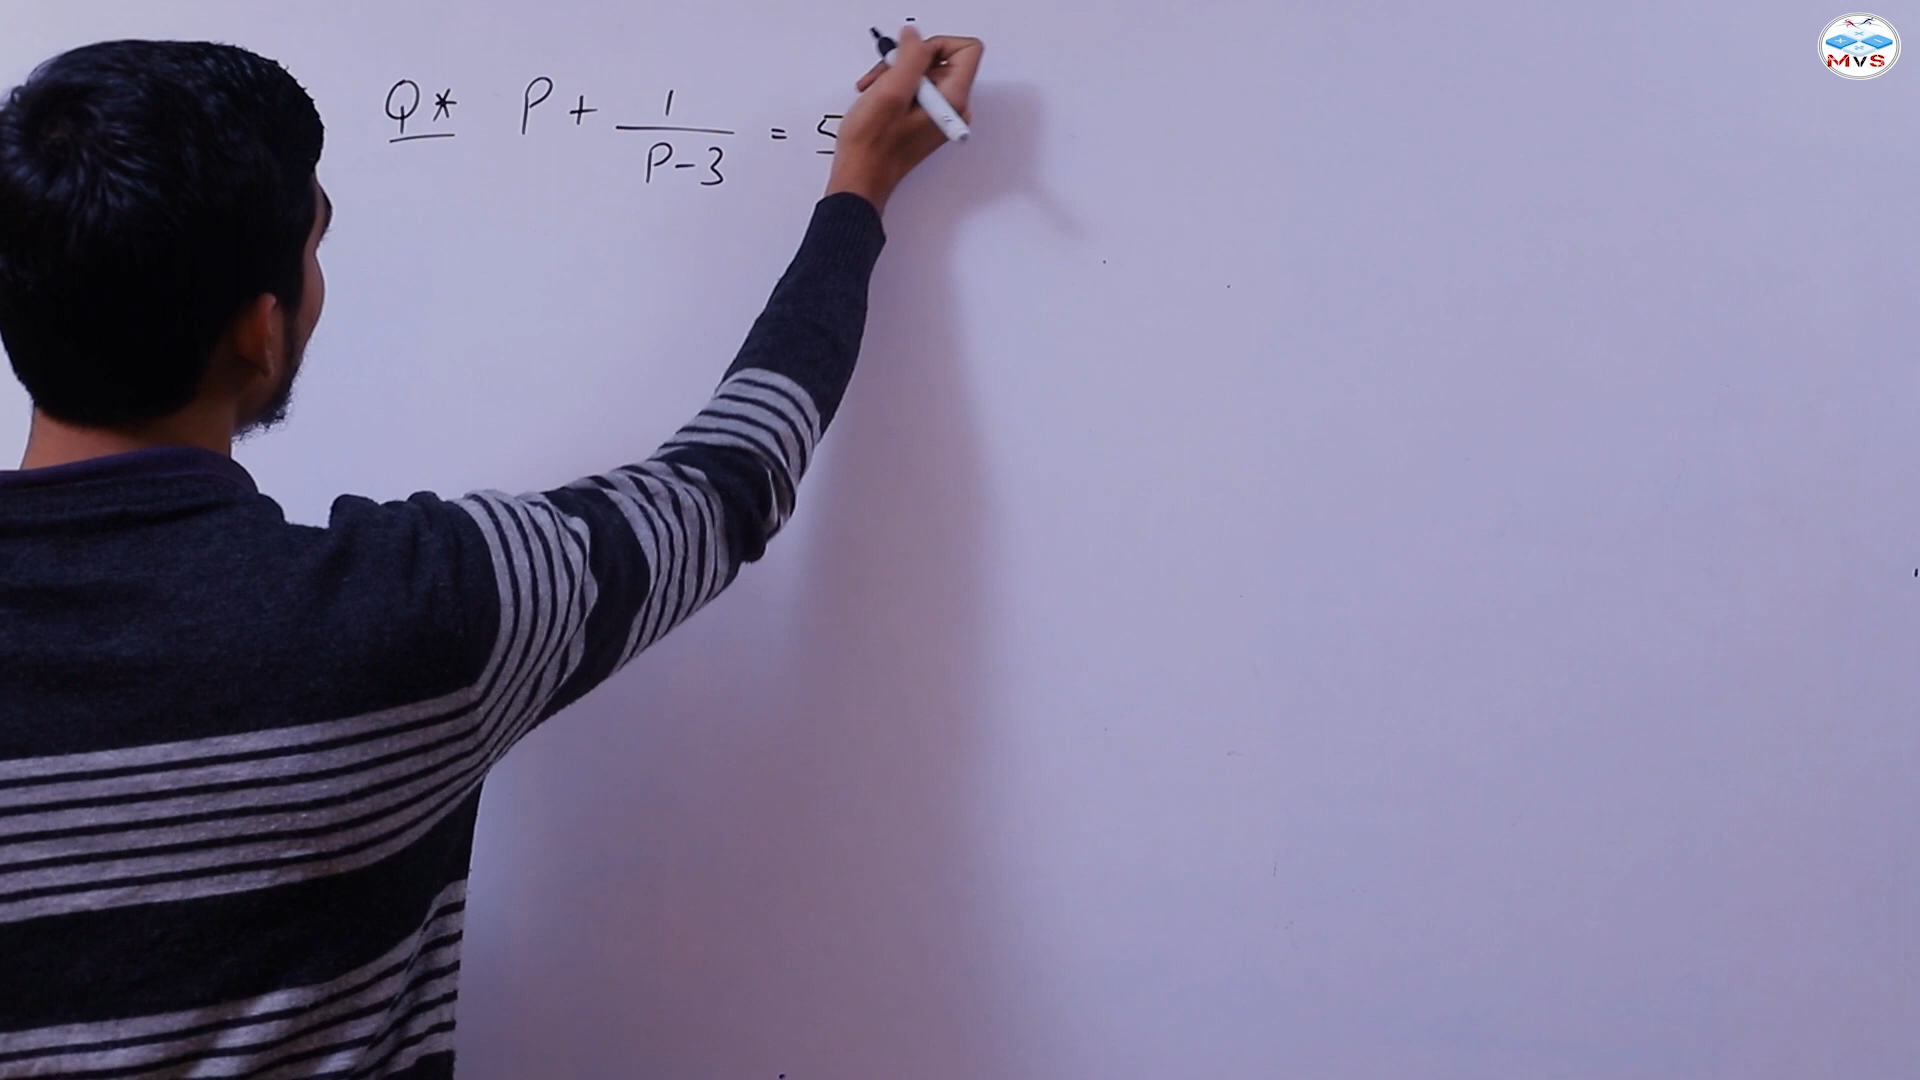 Q* P + 1/(P-3) = 5
MVS